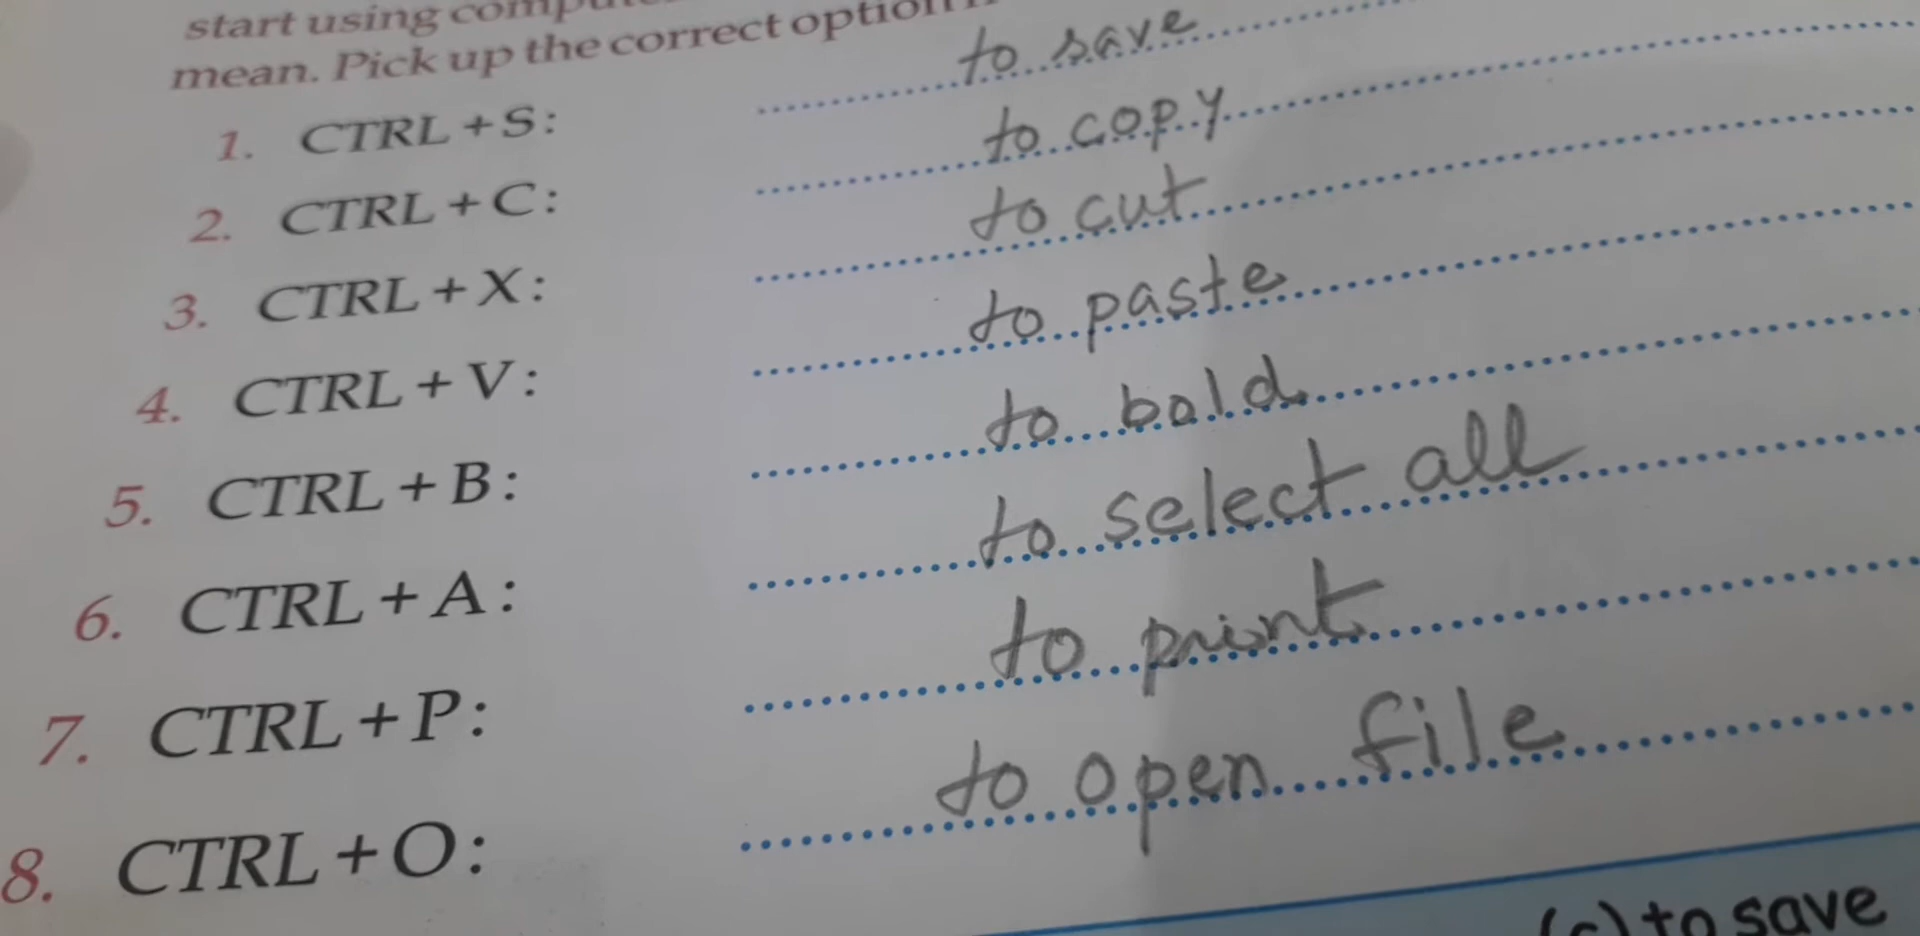 start using
mean. Pick up the correct option
1. CTRL + S: to save
2. CTRL + C: to copy
3. CTRL + X: to cut
4. CTRL + V: to paste
5. CTRL + B: to bold
6. CTRL + A: to select all
7. CTRL + P: to print
8. CTRL + O: to open file
(c) to save